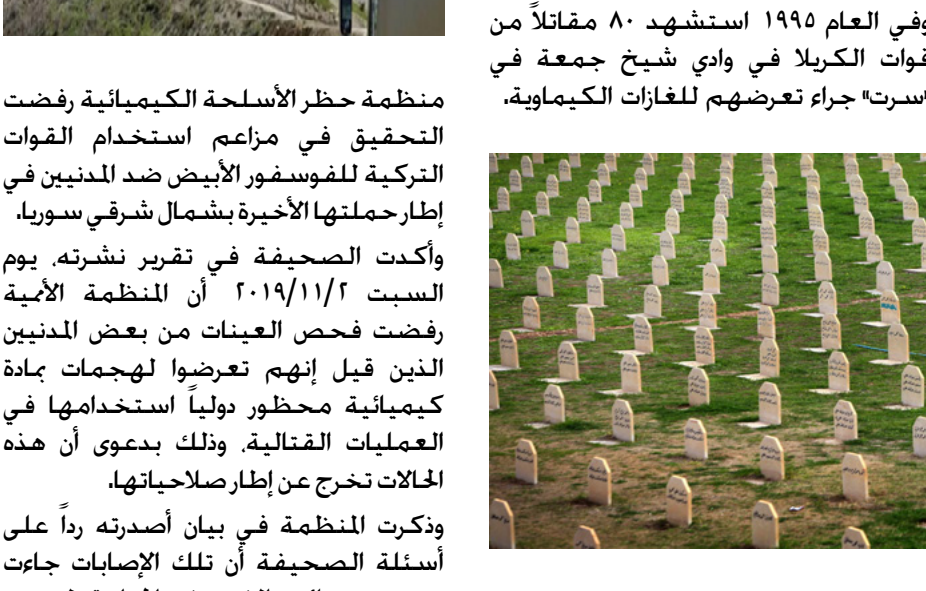 وفي العام ١٩٩٥ استشهد ٨٠ مقاتلاً من
قوات الكريلا في وادي شيخ جمعة في
"سرت" جراء تعرضهم للغازات الكيماوية.
منظمة حظر الأسلحة الكيميائية رفضت
التحقيق في مزاعم استخدام القوات
التركية للفوسفور الأبيض ضد المدنيين في
إطار حملتها الأخيرة بشمال شرقي سوريا.
وأكدت الصحيفة في تقرير نشرته، يوم
السبت ٢٠١٩/١١/٢ أن المنظمة الأممية
رفضت فحص العينات من بعض المدنيين
الذين قيل إنهم تعرضوا لهجمات بمادة
كيميائية محظور دولياً استخدامها في
العمليات القتالية، وذلك بدعوى أن هذه
الحالات تخرج عن إطار صلاحياتها.
وذكرت المنظمة في بيان أصدرته رداً على
أسئلة الصحيفة أن تلك الإصابات جاءت